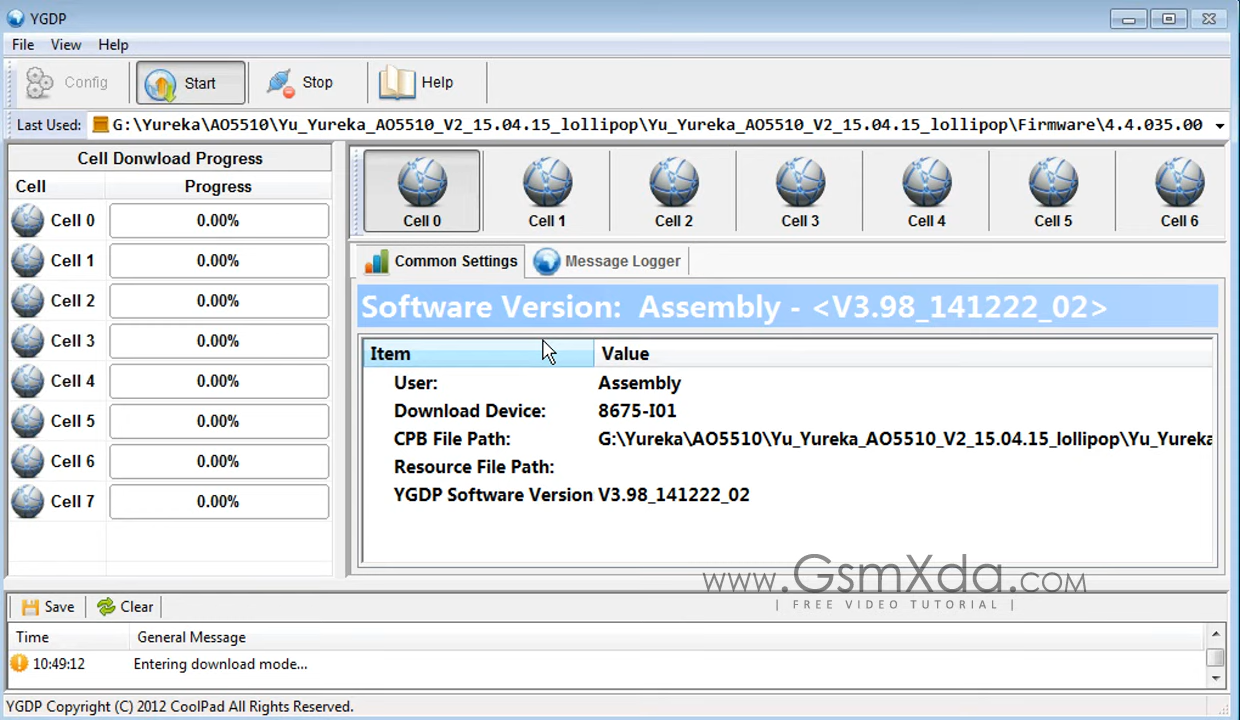 YGDP
File View Help
Config Start Stop Help
Last Used: G:\Yureka\AO5510\Yu_Yureka_AO5510_V2_15.04.15_lollipop\Yu_Yureka_AO5510_V2_15.04.15_lollipop\Firmware\4.4.035.00
Cell Donwload Progress
Cell Progress
Cell 0 0.00%
Cell 1 0.00%
Cell 2 0.00%
Cell 3 0.00%
Cell 4 0.00%
Cell 5 0.00%
Cell 6 0.00%
Cell 7 0.00%
Cell 0 Cell 1 Cell 2 Cell 3 Cell 4 Cell 5 Cell 6
Common Settings Message Logger
Software Version: Assembly - <V3.98_141222_02>
Item Value
User: Assembly
Download Device: 8675-I01
CPB File Path: G:\Yureka\AO5510\Yu_Yureka_AO5510_V2_15.04.15_lollipop\Yu_Yureka
Resource File Path:
YGDP Software Version V3.98_141222_02
www.GsmXda.com
| FREE VIDEO TUTORIAL |
Save Clear
Time General Message
10:49:12 Entering download mode...
YGDP Copyright (C) 2012 CoolPad All Rights Reserved.